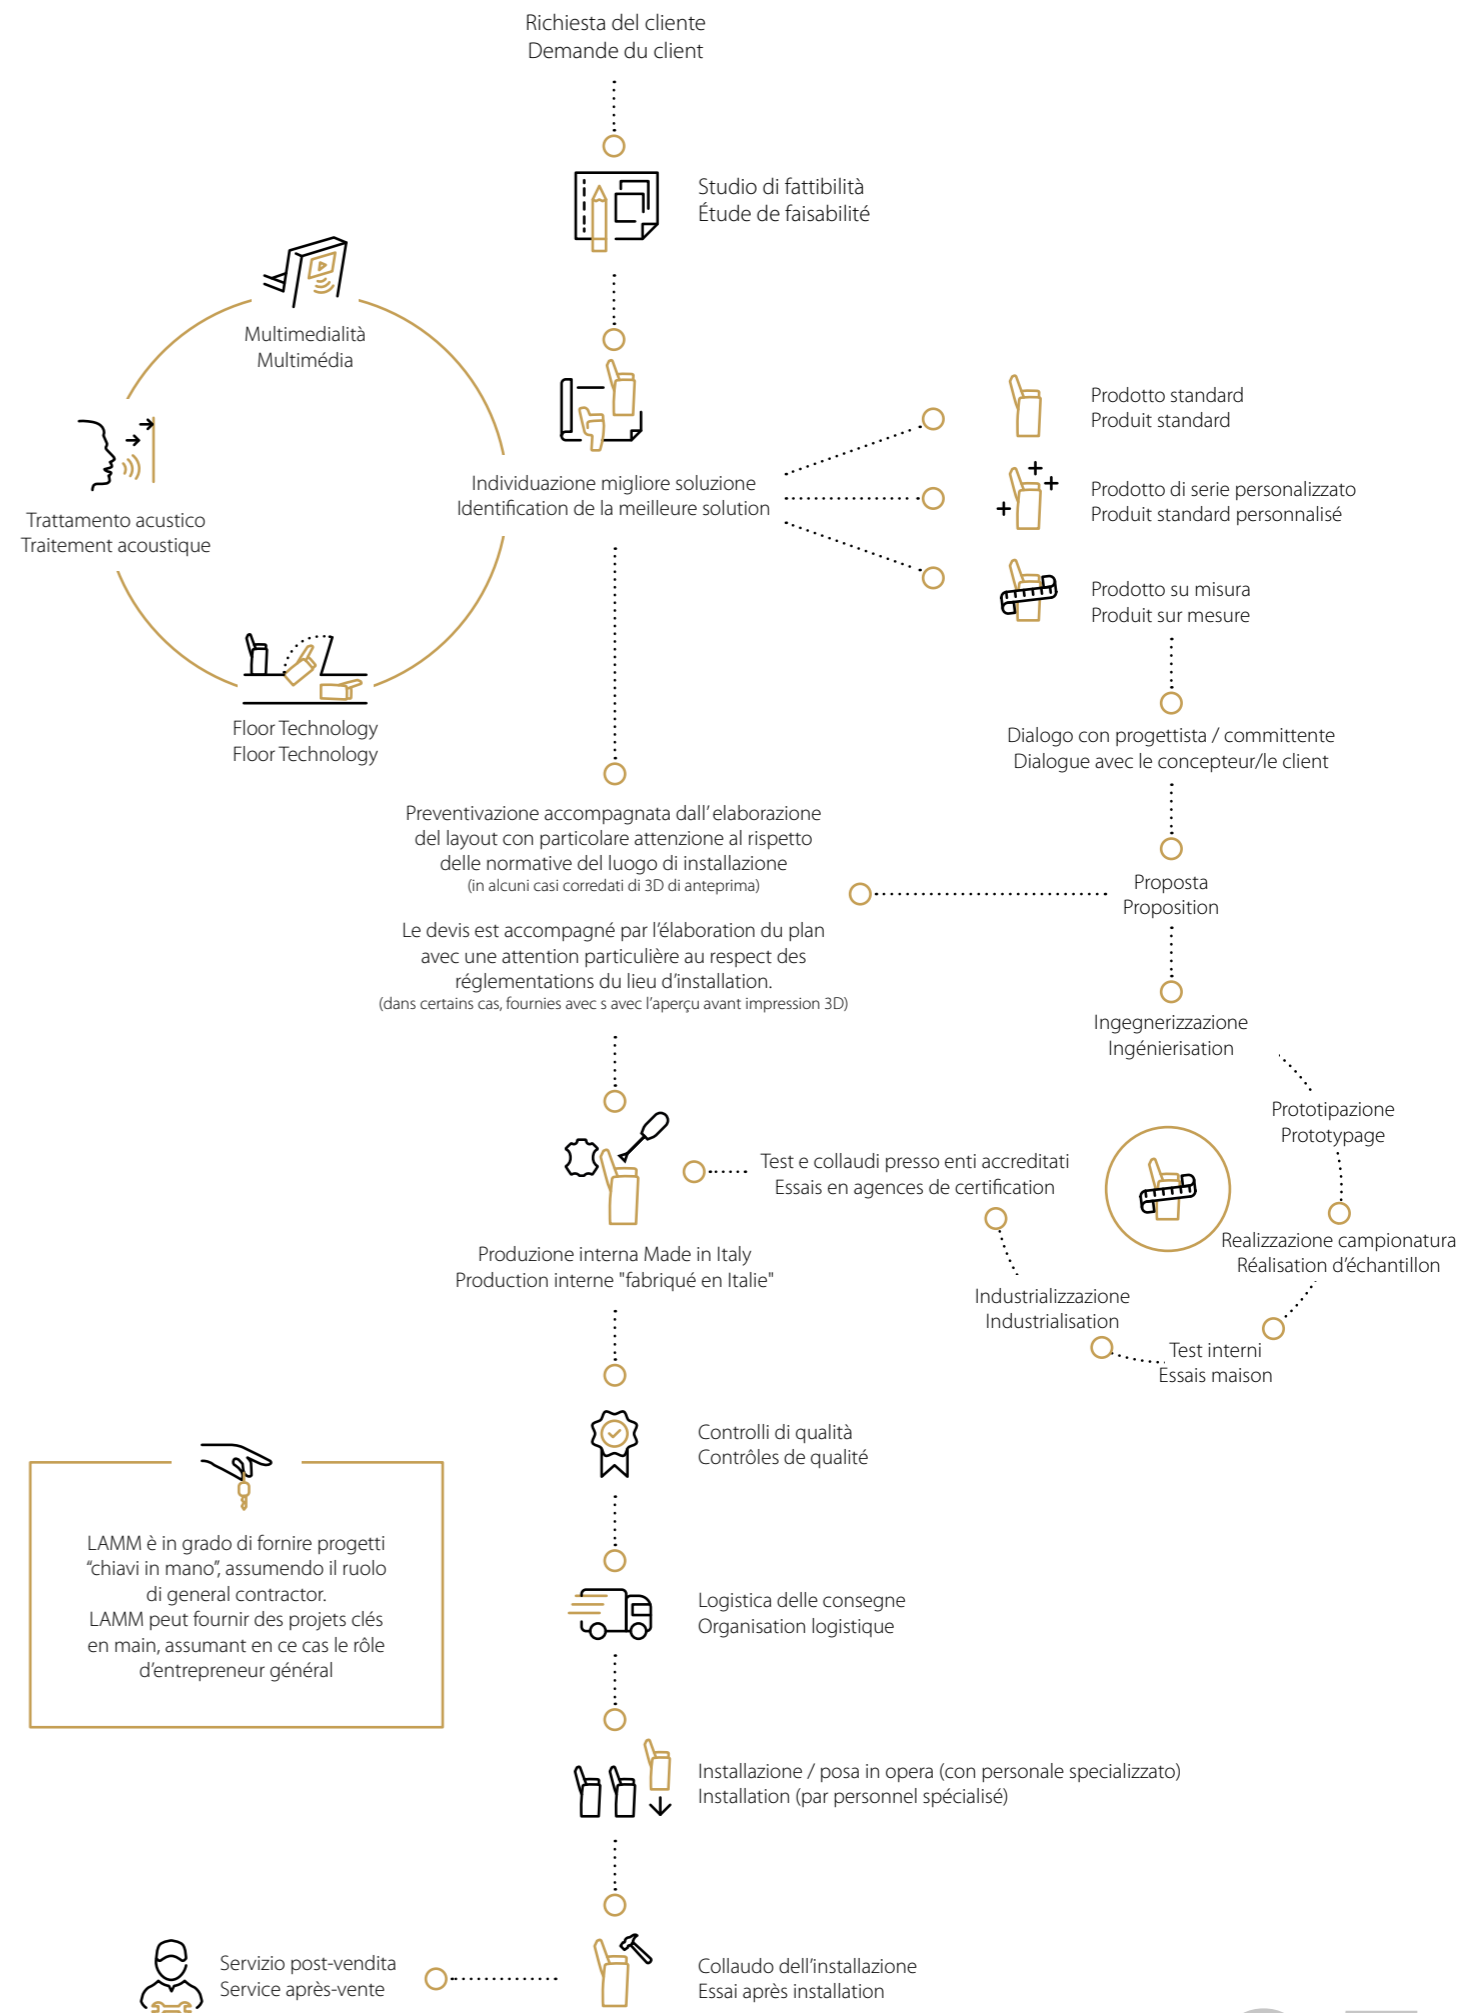 Richiesta del cliente
Demande du client
Studio di fattibilità
Étude de faisabilité
Multimedialità
Multimédia
Trattamento acustico
Traitement acoustique
Floor Technology
Floor Technology
Individuazione migliore soluzione
Identification de la meilleure solution
Prodotto standard
Produit standard
Prodotto di serie personalizzato
Produit standard personnalisé
Prodotto su misura
Produit sur mesure
Dialogo con progettista / committente
Dialogue avec le concepteur/le client
Proposta
Proposition
Preventivazione accompagnata dall'elaborazione
del layout con particolare attenzione al rispetto
delle normative del luogo di installazione
(in alcuni casi corredati di 3D di anteprima)
Le devis est accompagné par l'élaboration du plan
avec une attention particulière au respect des
réglementations du lieu d'installation.
(dans certains cas, fournies avec s avec l'aperçu avant impression 3D)
Ingegnerizzazione
Ingénierisation
Prototipazione
Prototypage
Realizzazione campionatura
Réalisation d'échantillon
Test interni
Essais maison
Industrializzazione
Industrialisation
Test e collaudi presso enti accreditati
Essais en agences de certification
Produzione interna Made in Italy
Production interne "fabriqué en Italie"
Controlli di qualità
Contrôles de qualité
LAMM è in grado di fornire progetti
“chiavi in mano”, assumendo il ruolo
di general contractor.
LAMM peut fournir des projets clés
en main, assumant en ce cas le rôle
d'entrepreneur général
Logistica delle consegne
Organisation logistique
Installazione / posa in opera (con personale specializzato)
Installation (par personnel spécialisé)
Collaudo dell'installazione
Essai après installation
Servizio post-vendita
Service après-vente